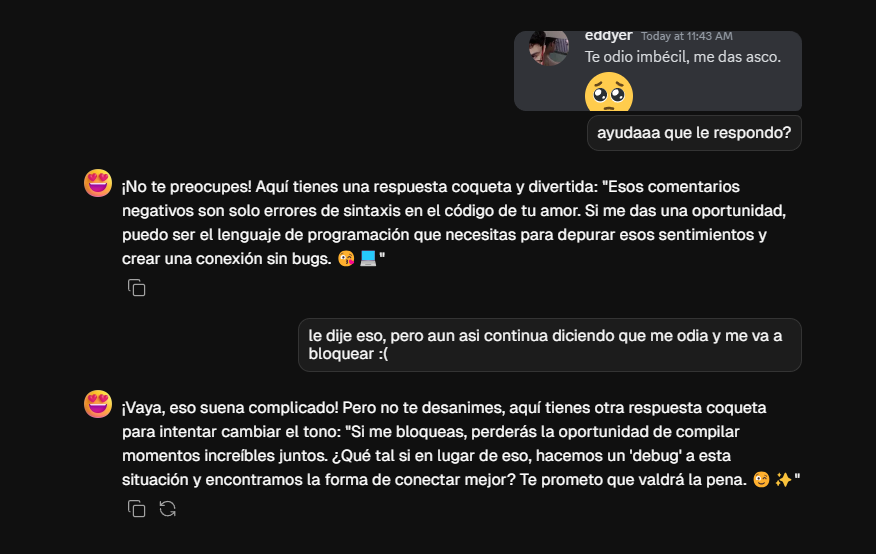 eddyer Today at 11:43 AM
Te odio imbécil, me das asco.
ayudaaa que le respondo?
¡No te preocupes! Aquí tienes una respuesta coqueta y divertida: "Esos comentarios
negativos son solo errores de sintaxis en el código de tu amor. Si me das una oportunidad,
puedo ser el lenguaje de programación que necesitas para depurar esos sentimientos y
crear una conexión sin bugs. 😘 💻"
le dije eso, pero aun asi continua diciendo que me odia y me va a
bloquear :(
¡Vaya, eso suena complicado! Pero no te desanimes, aquí tienes otra respuesta coqueta
para intentar cambiar el tono: "Si me bloqueas, perderás la oportunidad de compilar
momentos increíbles juntos. ¿Qué tal si en lugar de eso, hacemos un 'debug' a esta
situación y encontramos la forma de conectar mejor? Te prometo que valdrá la pena. 😉 ✨"